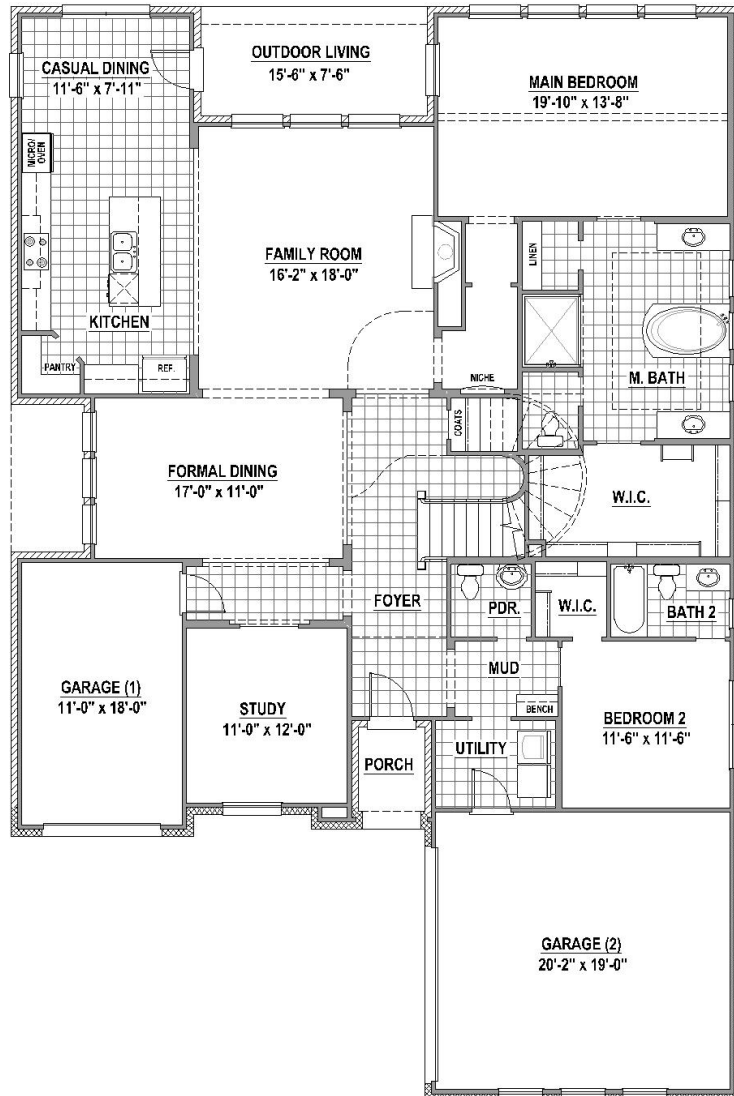 OUTDOOR LIVING
15'-6" x 7'-6"
CASUAL DINING
11'-6" x 7'-11"
MAIN BEDROOM
19'-10" x 13'-8"
MICRO/
OVEN
FAMILY ROOM
16'-2" x 18'-0"
LINEN
KITCHEN
PANTRY
REF.
NICHE
M. BATH
COATS
FORMAL DINING
17'-0" x 11'-0"
W.I.C.
FOYER
PDR.
W.I.C.
BATH 2
MUD
GARAGE (1)
11'-0" x 18'-0"
STUDY
11'-0" x 12'-0"
BENCH
BEDROOM 2
11'-6" x 11'-6"
UTILITY
PORCH
GARAGE (2)
20'-2" x 19'-0"